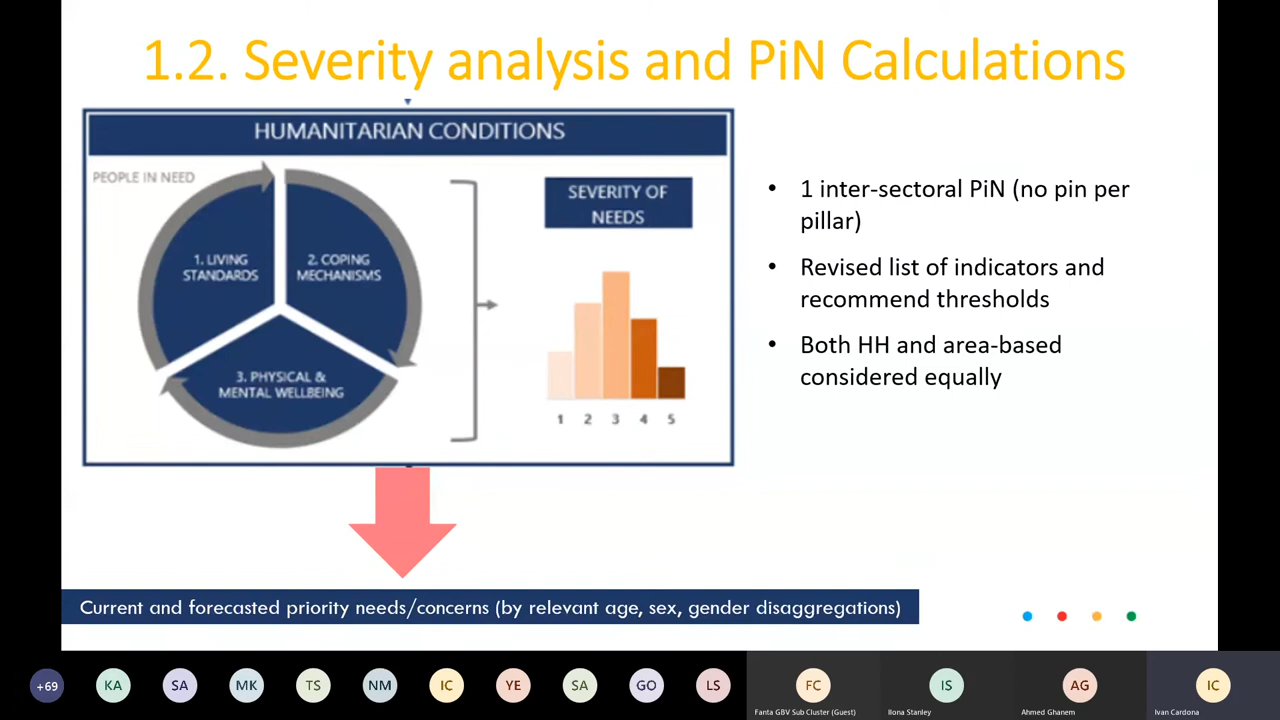 1.2. Severity analysis and PiN Calculations
HUMANITARIAN CONDITIONS
PEOPLE IN NEED
1. LIVING
STANDARDS
2. COPING
MECHANISMS
3. PHYSICAL &
MENTAL WELLBEING
SEVERITY OF
NEEDS
1 2 3 4 5
• 1 inter-sectoral PiN (no pin per
pillar)
• Revised list of indicators and
recommend thresholds
• Both HH and area-based
considered equally
Current and forecasted priority needs/concerns (by relevant age, sex, gender disaggregations)
+69 KA SA MK TS NM IC YE SA GO LS FC IS AG IC
Fanta GBV Sub Cluster (Guest) Ilona Stanley Ahmed Ghanem Ivan Cardona